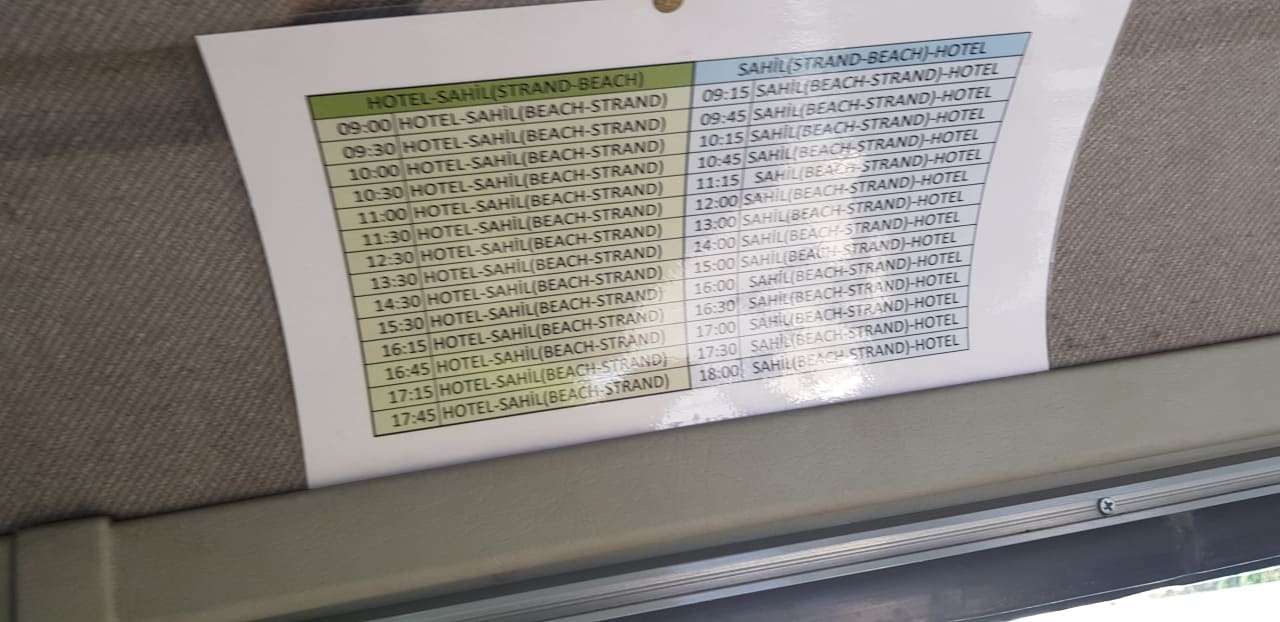 HOTEL-SAHİL(STRAND-BEACH) SAHİL(STRAND-BEACH)-HOTEL
09:00 HOTEL-SAHİL(BEACH-STRAND) 09:15 SAHİL(BEACH-STRAND)-HOTEL
09:30 HOTEL-SAHİL(BEACH-STRAND) 09:45 SAHİL(BEACH-STRAND)-HOTEL
10:00 HOTEL-SAHİL(BEACH-STRAND) 10:15 SAHİL(BEACH-STRAND)-HOTEL
10:30 HOTEL-SAHİL(BEACH-STRAND) 10:45 SAHİL(BEACH-STRAND)-HOTEL
11:00 HOTEL-SAHİL(BEACH-STRAND) 11:15 SAHİL(BEACH-STRAND)-HOTEL
11:30 HOTEL-SAHİL(BEACH-STRAND) 12:00 SAHİL(BEACH-STRAND)-HOTEL
12:30 HOTEL-SAHİL(BEACH-STRAND) 13:00 SAHİL(BEACH-STRAND)-HOTEL
13:30 HOTEL-SAHİL(BEACH-STRAND) 14:00 SAHİL(BEACH-STRAND)-HOTEL
14:30 HOTEL-SAHİL(BEACH-STRAND) 15:00 SAHİL(BEACH-STRAND)-HOTEL
15:30 HOTEL-SAHİL(BEACH-STRAND) 16:00 SAHİL(BEACH-STRAND)-HOTEL
16:15 HOTEL-SAHİL(BEACH-STRAND) 16:30 SAHİL(BEACH-STRAND)-HOTEL
16:45 HOTEL-SAHİL(BEACH-STRAND) 17:00 SAHİL(BEACH-STRAND)-HOTEL
17:15 HOTEL-SAHİL(BEACH-STRAND) 17:30 SAHİL(BEACH-STRAND)-HOTEL
17:45 HOTEL-SAHİL(BEACH-STRAND) 18:00 SAHİL(BEACH-STRAND)-HOTEL